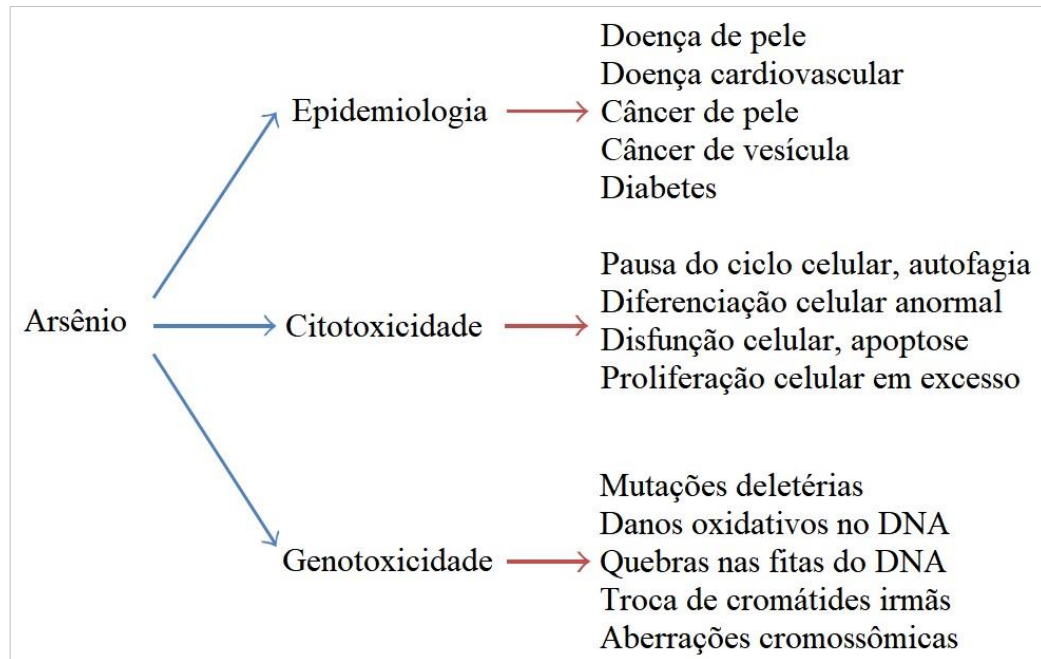 Arsênio
Epidemiologia
Doença de pele
Doença cardiovascular
Câncer de pele
Câncer de vesícula
Diabetes
Citotoxicidade
Pausa do ciclo celular, autofagia
Diferenciação celular anormal
Disfunção celular, apoptose
Proliferação celular em excesso
Genotoxicidade
Mutações deletérias
Danos oxidativos no DNA
Quebras nas fitas do DNA
Troca de cromátides irmãs
Aberrações cromossômicas